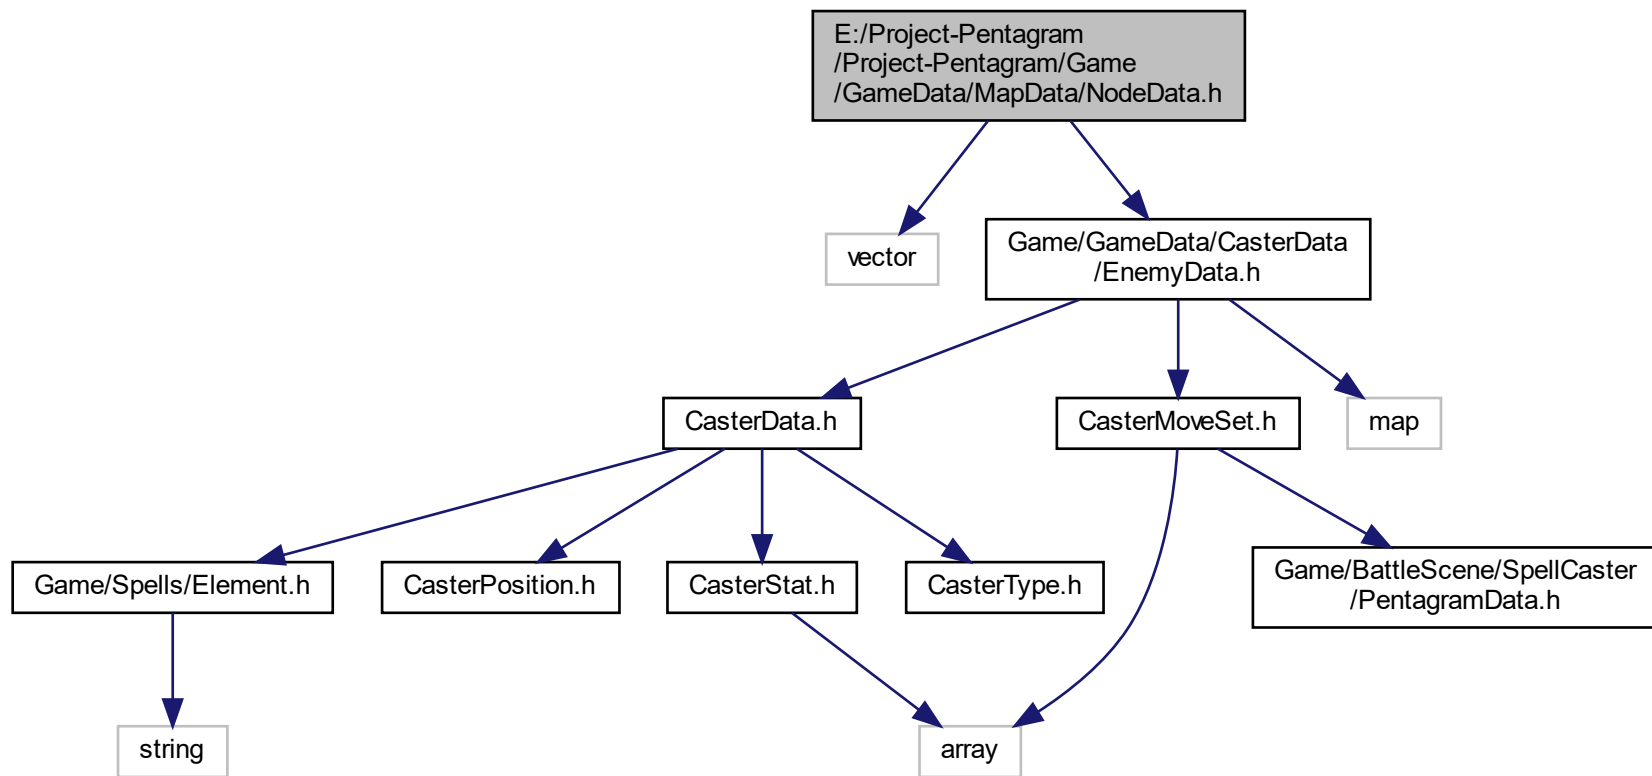 E:/Project-Pentagram
/Project-Pentagram/Game
/GameData/MapData/NodeData.h
vector
Game/GameData/CasterData
/EnemyData.h
CasterData.h
CasterMoveSet.h
map
Game/Spells/Element.h
CasterPosition.h
CasterStat.h
CasterType.h
Game/BattleScene/SpellCaster
/PentagramData.h
string
array